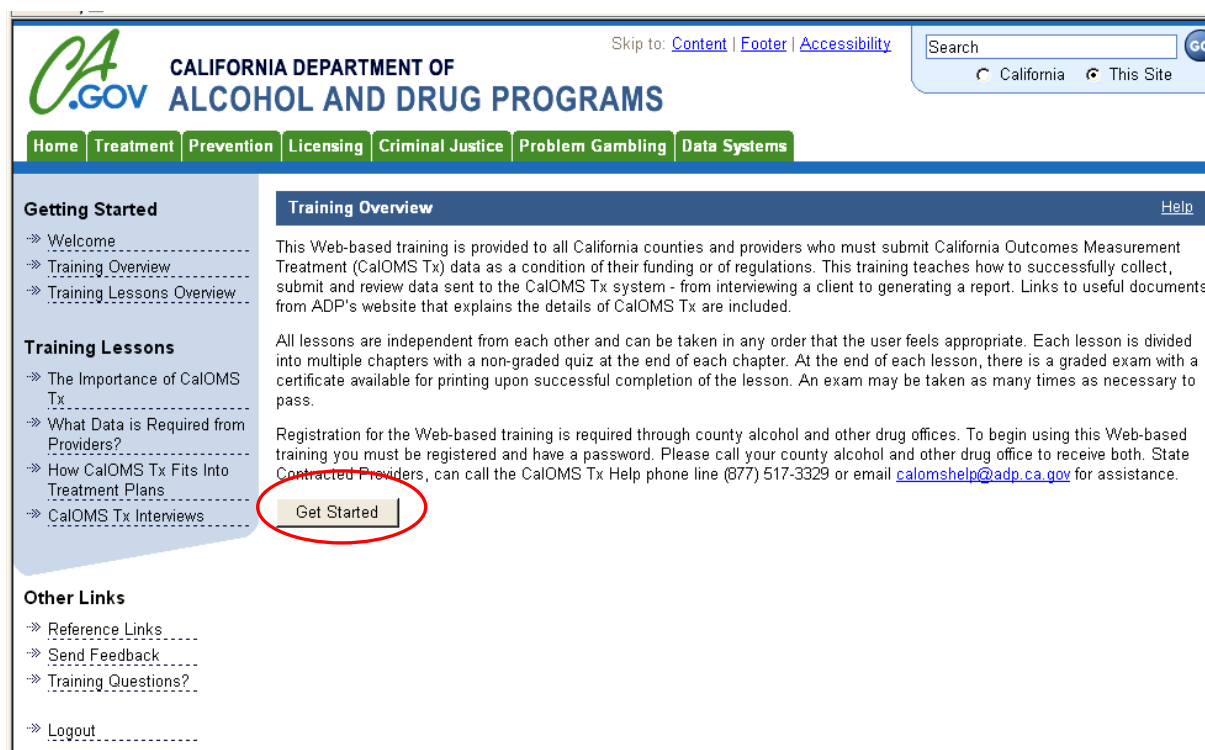 Skip to: Content | Footer | Accessibility
Search
GO
California This Site
CA.GOV
CALIFORNIA DEPARTMENT OF
ALCOHOL AND DRUG PROGRAMS
Home Treatment Prevention Licensing Criminal Justice Problem Gambling Data Systems
Getting Started
Welcome
Training Overview
Training Lessons Overview
Training Lessons
The Importance of CalOMS
Tx
What Data is Required from
Providers?
How CalOMS Tx Fits Into
Treatment Plans
CalOMS Tx Interviews
Other Links
Reference Links
Send Feedback
Training Questions?
Logout
Training Overview Help
This Web-based training is provided to all California counties and providers who must submit California Outcomes Measurement
Treatment (CalOMS Tx) data as a condition of their funding or of regulations. This training teaches how to successfully collect,
submit and review data sent to the CalOMS Tx system - from interviewing a client to generating a report. Links to useful documents
from ADP's website that explains the details of CalOMS Tx are included.
All lessons are independent from each other and can be taken in any order that the user feels appropriate. Each lesson is divided
into multiple chapters with a non-graded quiz at the end of each chapter. At the end of each lesson, there is a graded exam with a
certificate available for printing upon successful completion of the lesson. An exam may be taken as many times as necessary to
pass.
Registration for the Web-based training is required through county alcohol and other drug offices. To begin using this Web-based
training you must be registered and have a password. Please call your county alcohol and other drug office to receive both. State
Contracted Providers, can call the CalOMS Tx Help phone line (877) 517-3329 or email calomshelp@adp.ca.gov for assistance.
Get Started